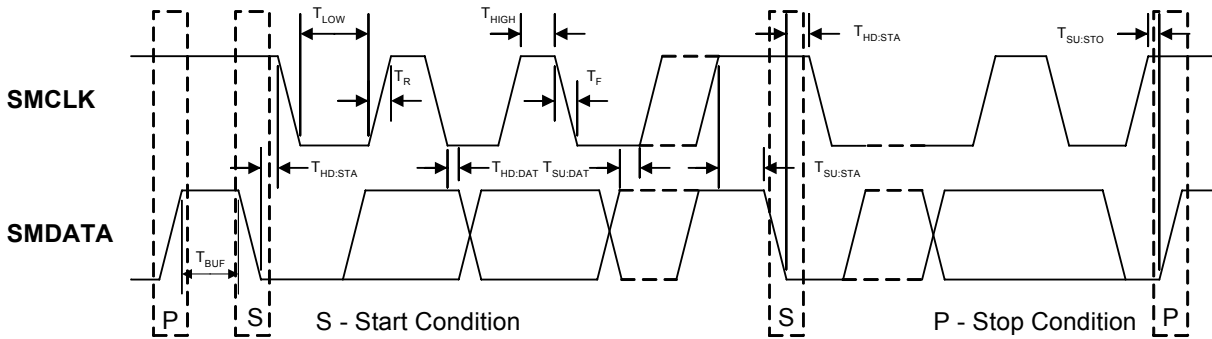 T_LOW
T_HIGH
T_HD:STA
T_SU:STO
SMCLK
T_R
T_F
T_HD:STA
T_HD:DAT
T_SU:DAT
T_SU:STA
SMDATA
T_BUF
P
S
S - Start Condition
S
P - Stop Condition
P